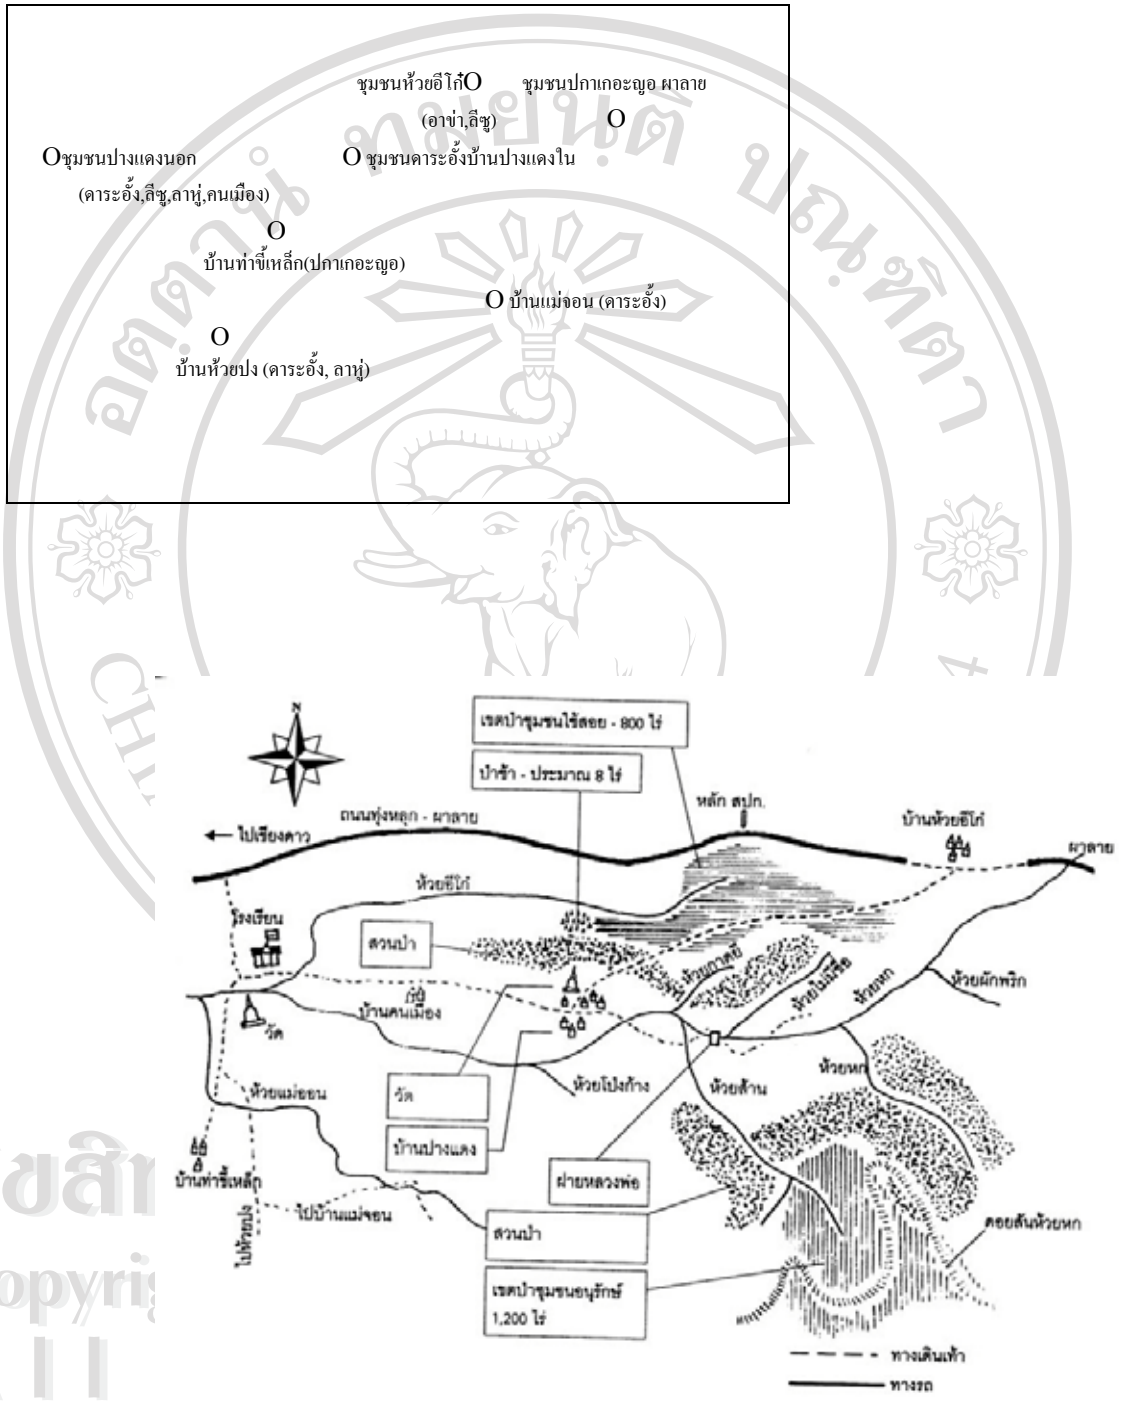 ชุมชนห้วยอีโก๋O ชุมชนปกาเกอะญอ ผาลาย
(อาข่า,ลีซู) O
Oชุมชนปางแดงนอก O ชุมชนดาระอั้งบ้านปางแดงใน
(ดาระอั้ง,ลีซู,ลาหู่,คนเมือง)
O
บ้านท่าขี้เหล็ก(ปกาเกอะญอ)
O บ้านแม่จอน (ดาระอั้ง)
O
บ้านห้วยปง (ดาระอั้ง, ลาหู่)
N
เขตป่าชุมชนใช้สอย - 800 ไร่
ป่าช้า - ประมาณ 8 ไร่
หลัก สปก.
ถนนทุ่งหลุก - ผาลาย
บ้านห้วยอีโก๋
ไปเชียงดาว
ผาลาย
ห้วยอีโก๋
โรงเรียน
สวนป่า
ห้วยไม้เรี่ย
ห้วยหก
ห้วยผักพริก
บ้านคนเมือง
วัด
ห้วยแม่ออน
ห้วยโป่งก้าง
ห้วยส้าน
ห้วยหก
วัด
บ้านปางแดง
บ้านท่าขี้เหล็ก
ฝายหลวงพ่อ
ไปบ้านแม่จอน
ไปห้วยปง
สวนป่า
ดอยสันห้วยหก
เขตป่าชุมชนอนุรักษ์
1,200 ไร่
ทางเดินเท้า
ทางรถ